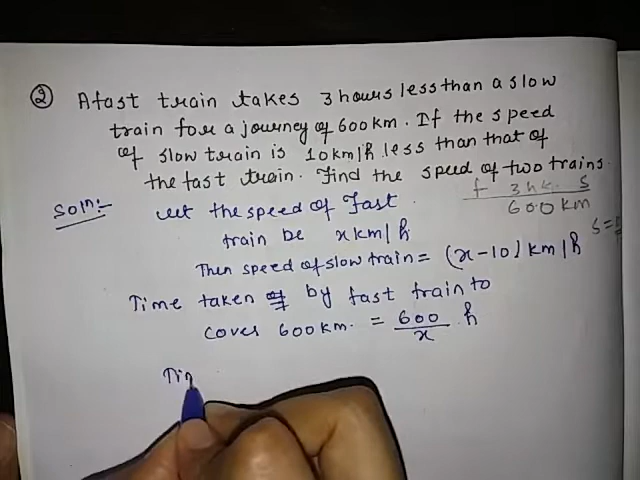 ② A fast train takes 3 hours less than a slow
train for a journey of 600 km. If the speed
of slow train is 10 km/h less than that of
the fast train. Find the speed of two trains.
f 3 hr. s
600 km
Soln:- Let the speed of Fast
train be x km/h
Then speed of slow train = (x-10) km/h
Time taken by fast train to
cover 600 km. = 600/x h
Tim